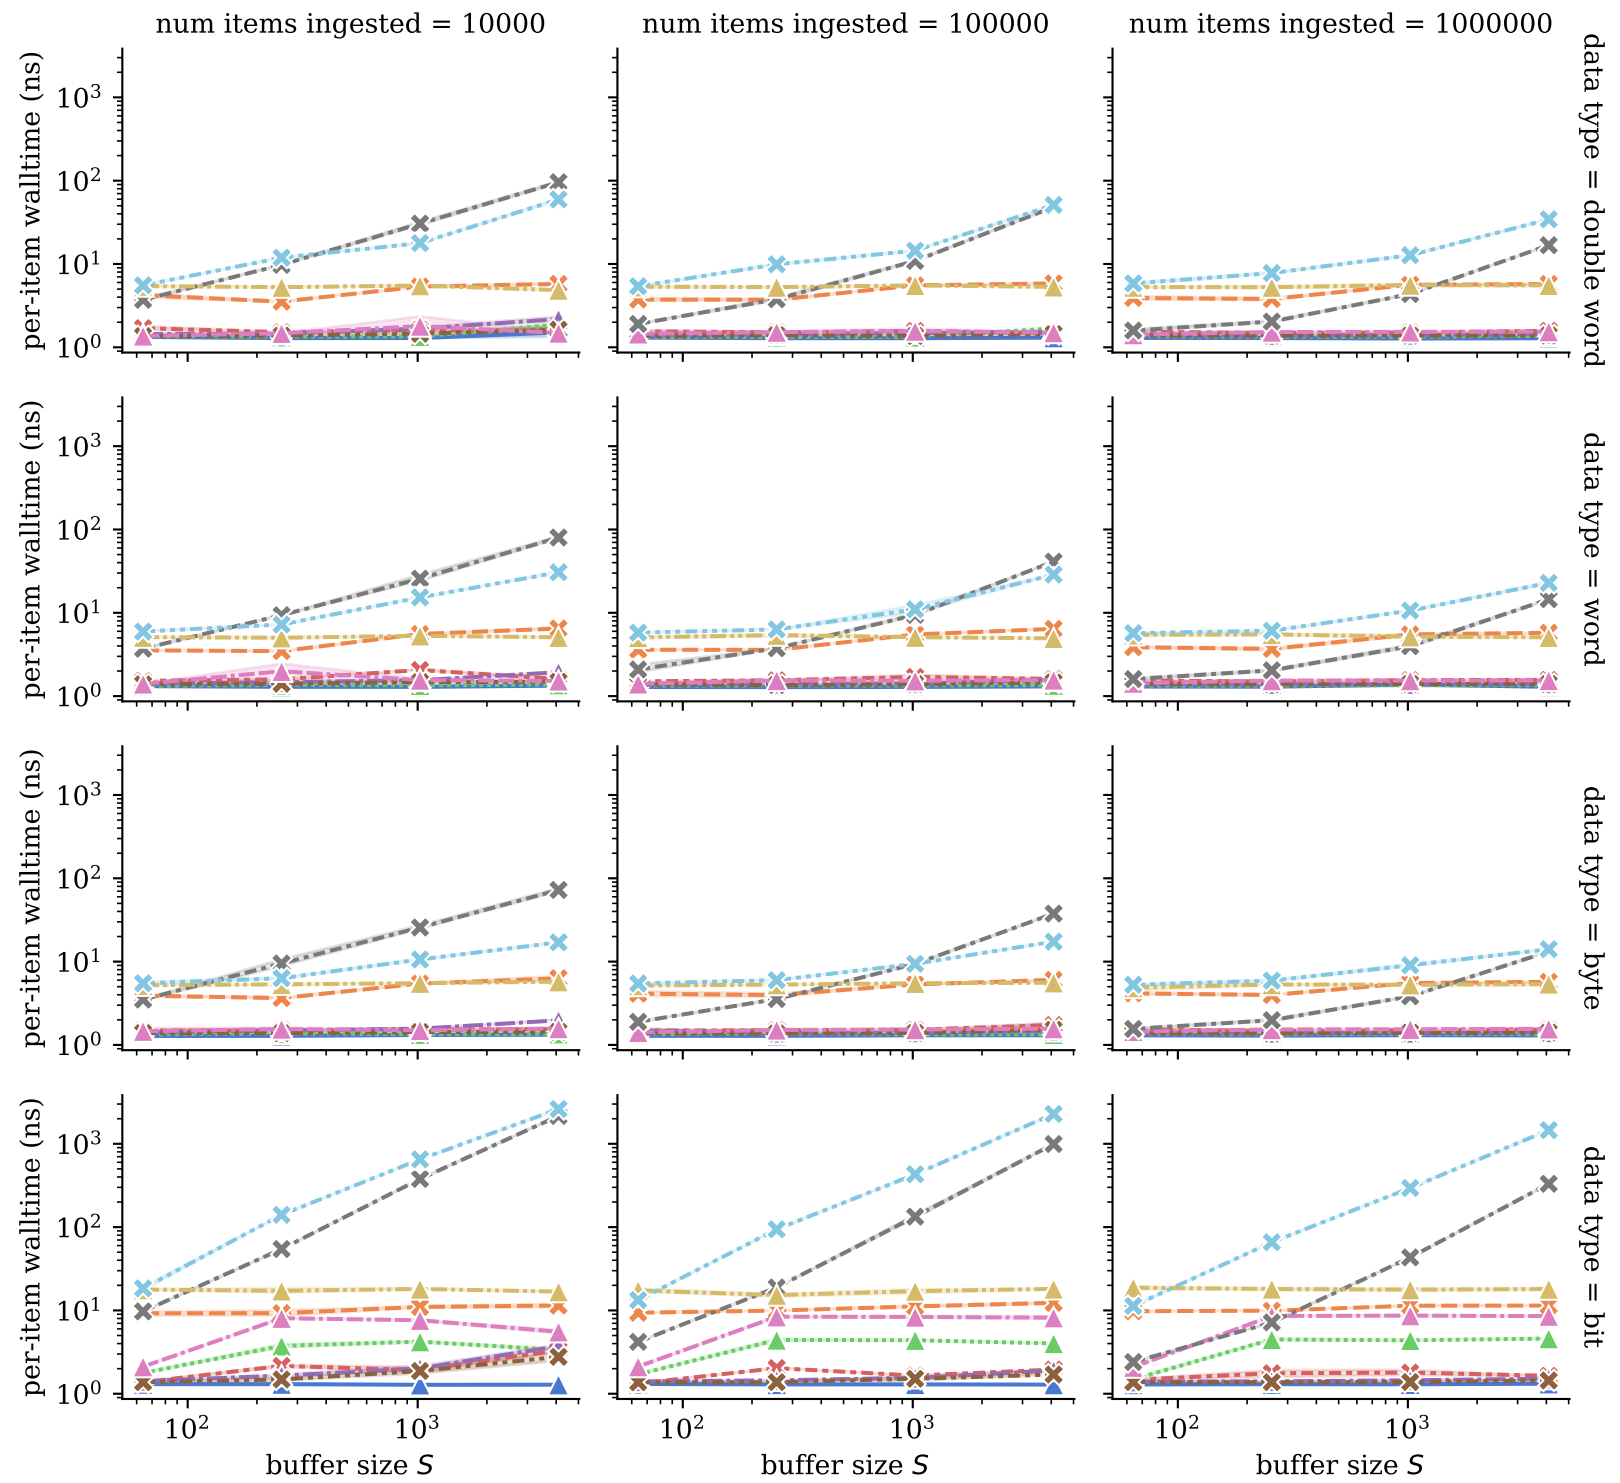 num items ingested = 10000
num items ingested = 100000
num items ingested = 1000000
per-item walltime (ns)
10³
10²
10¹
10⁰
data type = double word
per-item walltime (ns)
10³
10²
10¹
10⁰
data type = word
per-item walltime (ns)
10³
10²
10¹
10⁰
data type = byte
per-item walltime (ns)
10³
10²
10¹
10⁰
data type = bit
10² 10³
10² 10³
10² 10³
buffer size S
buffer size S
buffer size S